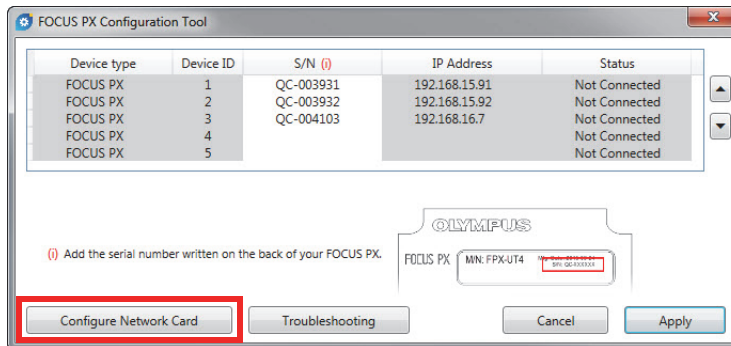 FOCUS PX Configuration Tool
Device type Device ID S/N (i) IP Address Status
FOCUS PX 1 QC-003931 192.168.15.91 Not Connected
FOCUS PX 2 QC-003932 192.168.15.92 Not Connected
FOCUS PX 3 QC-004103 192.168.16.7 Not Connected
FOCUS PX 4 Not Connected
FOCUS PX 5 Not Connected
OLYMPUS
(i) Add the serial number written on the back of your FOCUS PX.
FOCUS PX M/N: FPX-UT4
S/N: QC-XXXXXX
Configure Network Card Troubleshooting Cancel Apply